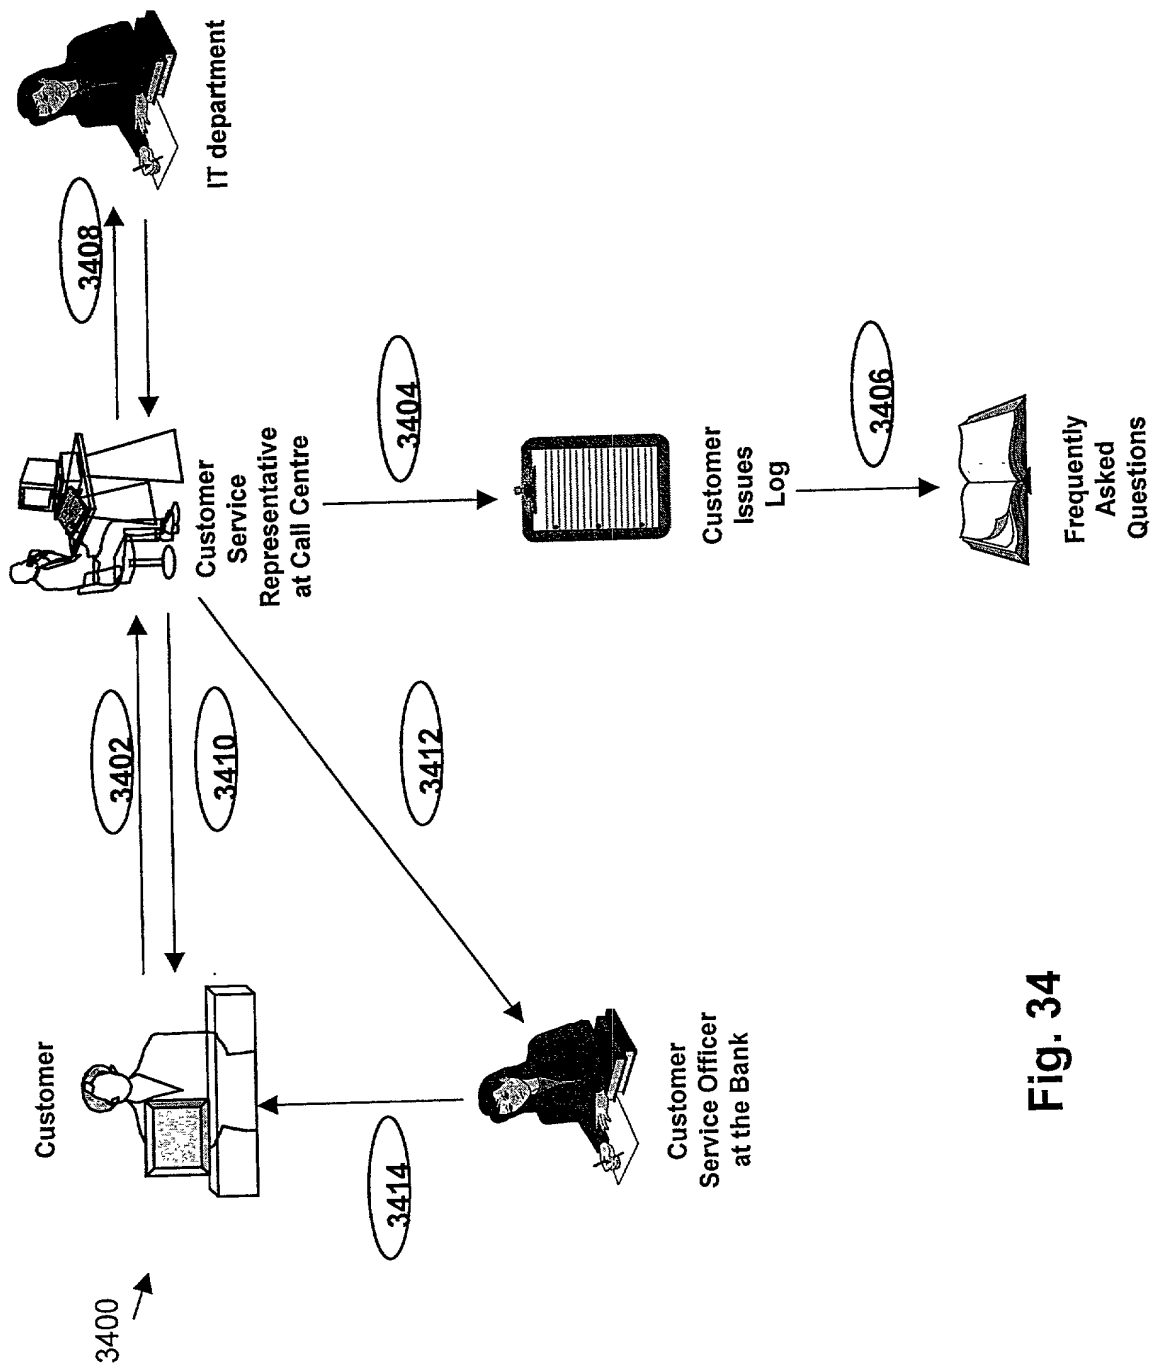 3400
Customer
3402
3410
Customer
Service
Representative
at Call Centre
3408
IT department
3414
3412
3404
Customer
Service Officer
at the Bank
Customer
Issues
Log
3406
Frequently
Asked
Questions
Fig. 34